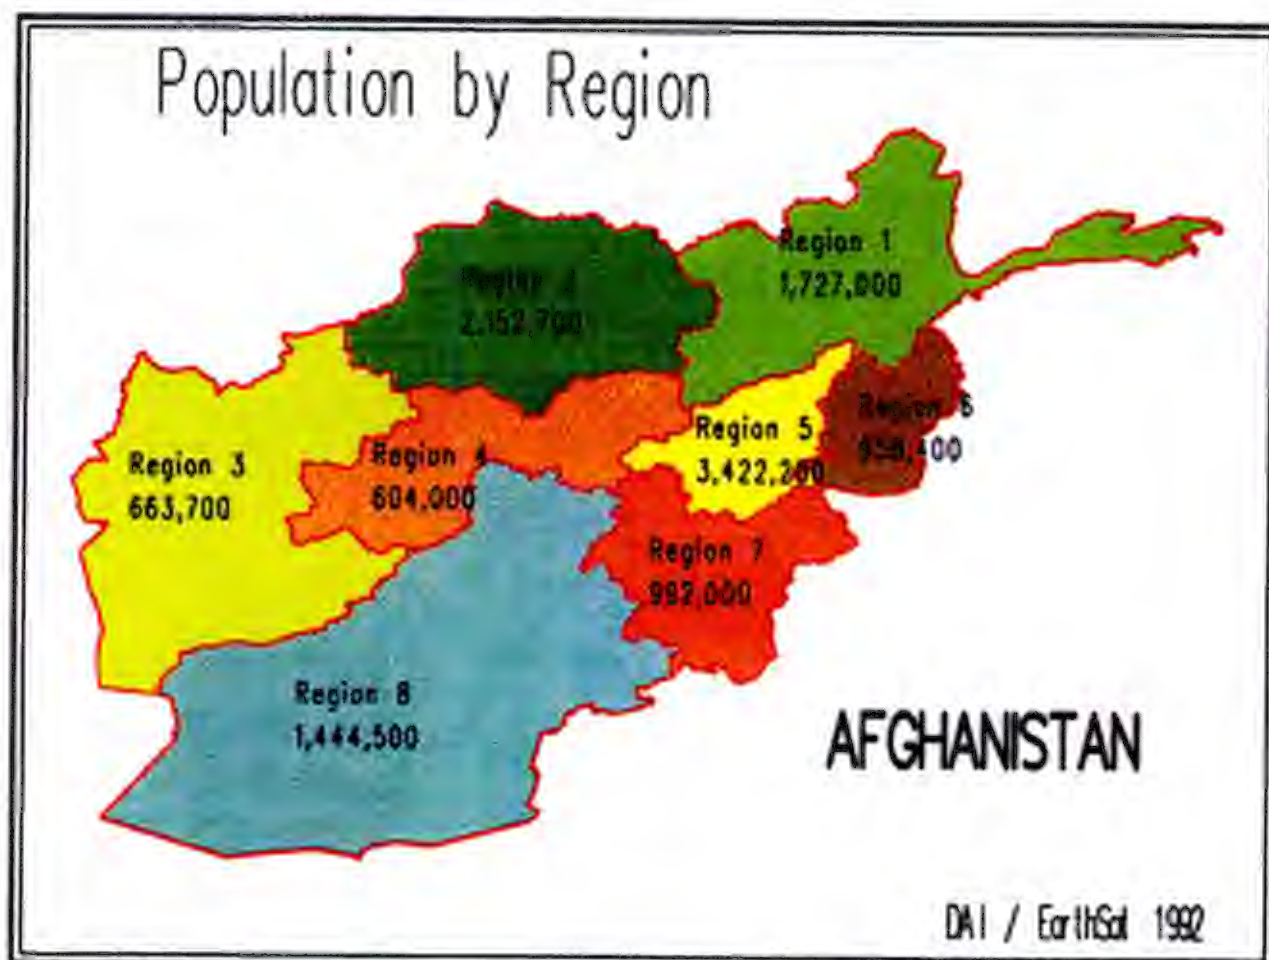 Population by Region
Region 1
1,727,000
Region 2
2,152,700
Region 3
663,700
Region 4
604,000
Region 5
3,422,200
Region 6
Region 7
992,000
Region 8
1,444,500
AFGHANISTAN
DAI / EarthSat 1992